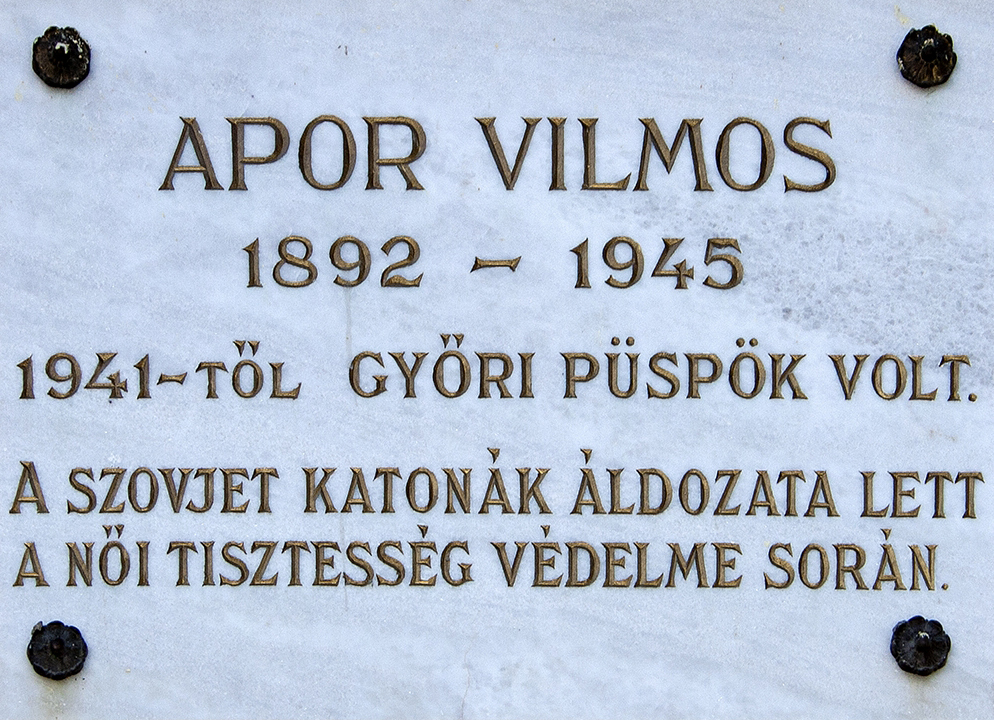 APOR VILMOS
1892 – 1945
1941-TŐL GYŐRI PÜSPÖK VOLT.
A SZOVJET KATONÁK ÁLDOZATA LETT
A NŐI TISZTESSÉG VÉDELME SORÁN.